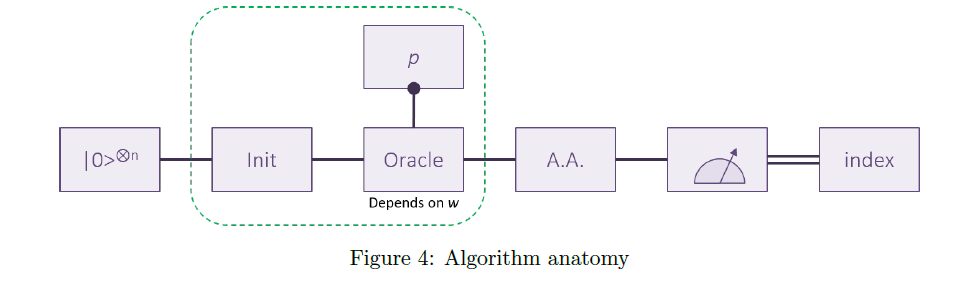 p
|0>⊗n Init Oracle A.A. index
Depends on w
Figure 4: Algorithm anatomy